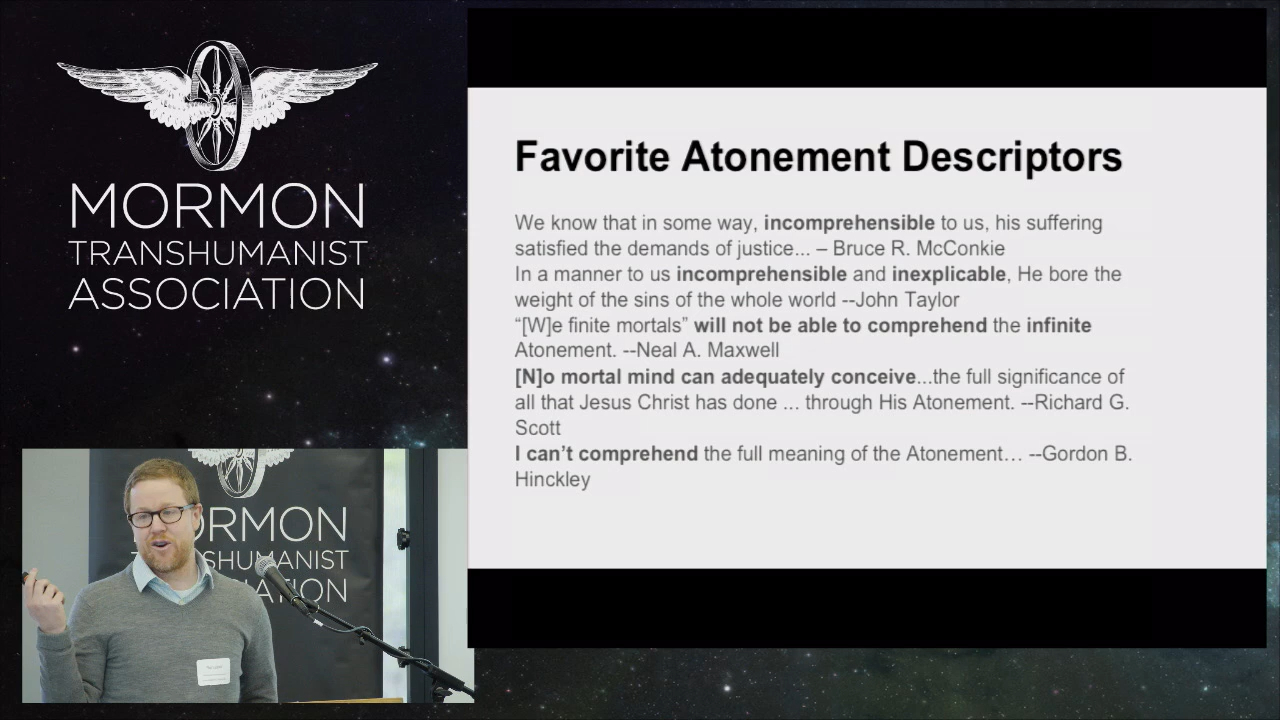 MORMON
TRANSHUMANIST
ASSOCIATION
Favorite Atonement Descriptors
We know that in some way, incomprehensible to us, his suffering
satisfied the demands of justice... – Bruce R. McConkie
In a manner to us incomprehensible and inexplicable, He bore the
weight of the sins of the whole world --John Taylor
“[W]e finite mortals” will not be able to comprehend the infinite
Atonement. --Neal A. Maxwell
[N]o mortal mind can adequately conceive...the full significance of
all that Jesus Christ has done ... through His Atonement. --Richard G.
Scott
I can’t comprehend the full meaning of the Atonement… --Gordon B.
Hinckley
ORMON
SHUMANIST
IATION